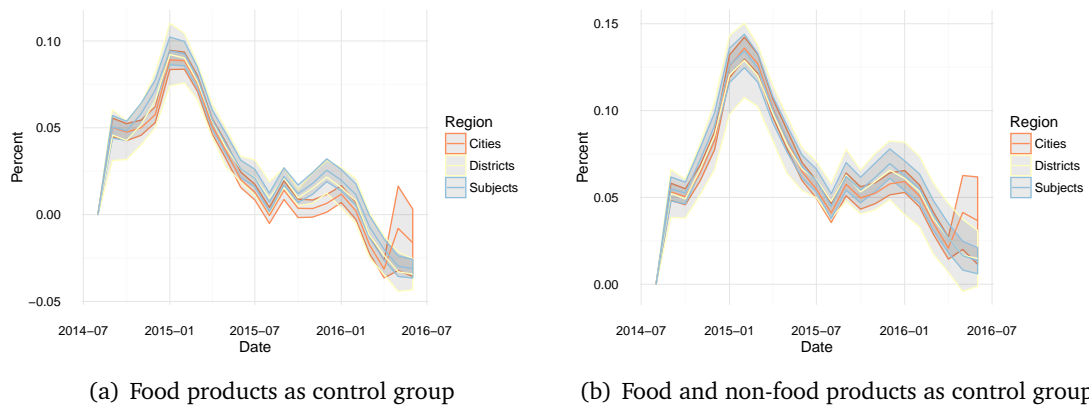 0.10
0.05
0.00
−0.05
Percent
2014−07 2015−01 2015−07 2016−01 2016−07
Date
Region
Cities
Districts
Subjects
(a) Food products as control group
0.15
0.10
0.05
0.00
Percent
2014−07 2015−01 2015−07 2016−01 2016−07
Date
Region
Cities
Districts
Subjects
(b) Food and non-food products as control group